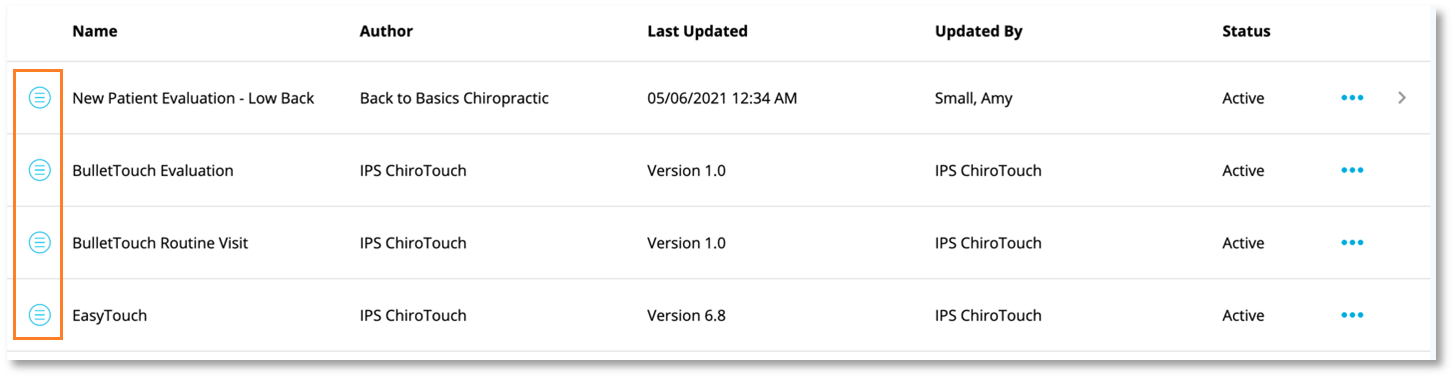 Name Author Last Updated Updated By Status
New Patient Evaluation - Low Back Back to Basics Chiropractic 05/06/2021 12:34 AM Small, Amy Active
BulletTouch Evaluation IPS ChiroTouch Version 1.0 IPS ChiroTouch Active
BulletTouch Routine Visit IPS ChiroTouch Version 1.0 IPS ChiroTouch Active
EasyTouch IPS ChiroTouch Version 6.8 IPS ChiroTouch Active